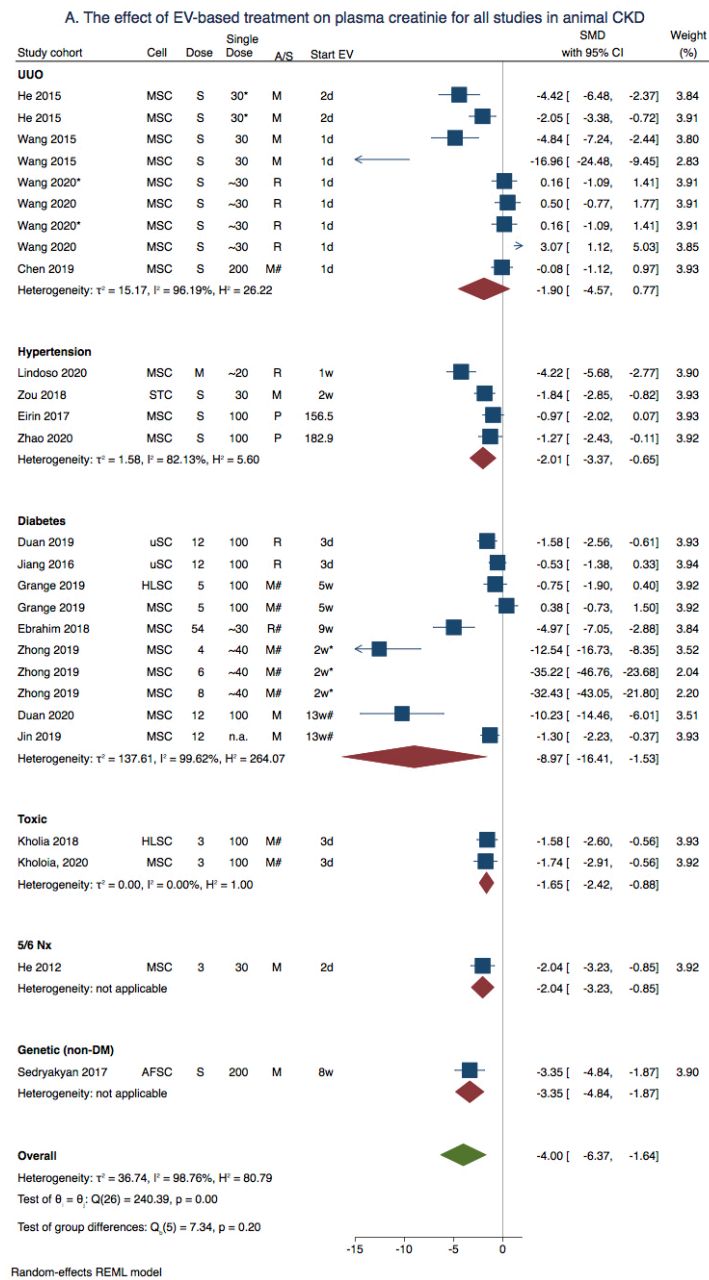 A. The effect of EV-based treatment on plasma creatinie for all studies in animal CKD
Study cohort Cell Dose Single Dose A/S Start EV SMD with 95% CI Weight (%)
UUO
He 2015 MSC S 30* M 2d -4.42 [ -6.48, -2.37] 3.84
He 2015 MSC S 30* M 2d -2.05 [ -3.38, -0.72] 3.91
Wang 2015 MSC S 30 M 1d -4.84 [ -7.24, -2.44] 3.80
Wang 2015 MSC S 30 M 1d -16.96 [ -24.48, -9.45] 2.83
Wang 2020* MSC S ~30 R 1d 0.16 [ -1.09, 1.41] 3.91
Wang 2020 MSC S ~30 R 1d 0.50 [ -0.77, 1.77] 3.91
Wang 2020* MSC S ~30 R 1d 0.16 [ -1.09, 1.41] 3.91
Wang 2020 MSC S ~30 R 1d 3.07 [ 1.12, 5.03] 3.85
Chen 2019 MSC S 200 M# 1d -0.08 [ -1.12, 0.97] 3.93
Heterogeneity: τ² = 15.17, I² = 96.19%, H² = 26.22 -1.90 [ -4.57, 0.77]
Hypertension
Lindoso 2020 MSC M ~20 R 1w -4.22 [ -5.68, -2.77] 3.90
Zou 2018 STC S 30 M 2w -1.84 [ -2.85, -0.82] 3.93
Eirin 2017 MSC S 100 P 156.5 -0.97 [ -2.02, 0.07] 3.93
Zhao 2020 MSC S 100 P 182.9 -1.27 [ -2.43, -0.11] 3.92
Heterogeneity: τ² = 1.58, I² = 82.13%, H² = 5.60 -2.01 [ -3.37, -0.65]
Diabetes
Duan 2019 uSC 12 100 R 3d -1.58 [ -2.56, -0.61] 3.93
Jiang 2016 uSC 12 100 R 3d -0.53 [ -1.38, 0.33] 3.94
Grange 2019 HLSC 5 100 M# 5w -0.75 [ -1.90, 0.40] 3.92
Grange 2019 MSC 5 100 M# 5w 0.38 [ -0.73, 1.50] 3.92
Ebrahim 2018 MSC 54 ~30 R# 9w -4.97 [ -7.05, -2.88] 3.84
Zhong 2019 MSC 4 ~40 M# 2w* -12.54 [ -16.73, -8.35] 3.52
Zhong 2019 MSC 6 ~40 M# 2w* -35.22 [ -46.76, -23.68] 2.04
Zhong 2019 MSC 8 ~40 M# 2w* -32.43 [ -43.05, -21.80] 2.20
Duan 2020 MSC 12 100 M 13w# -10.23 [ -14.46, -6.01] 3.51
Jin 2019 MSC 12 n.a. M 13w# -1.30 [ -2.23, -0.37] 3.93
Heterogeneity: τ² = 137.61, I² = 99.62%, H² = 264.07 -8.97 [ -16.41, -1.53]
Toxic
Kholia 2018 HLSC 3 100 M# 3d -1.58 [ -2.60, -0.56] 3.93
Kholoia, 2020 MSC 3 100 M# 3d -1.74 [ -2.91, -0.56] 3.92
Heterogeneity: τ² = 0.00, I² = 0.00%, H² = 1.00 -1.65 [ -2.42, -0.88]
5/6 Nx
He 2012 MSC 3 30 M 2d -2.04 [ -3.23, -0.85] 3.92
Heterogeneity: not applicable -2.04 [ -3.23, -0.85]
Genetic (non-DM)
Sedryakyan 2017 AFSC S 200 M 8w -3.35 [ -4.84, -1.87] 3.90
Heterogeneity: not applicable -3.35 [ -4.84, -1.87]
Overall -4.00 [ -6.37, -1.64]
Heterogeneity: τ² = 36.74, I² = 98.76%, H² = 80.79
Test of θᵢ = θⱼ: Q(26) = 240.39, p = 0.00
Test of group differences: Q_b(5) = 7.34, p = 0.20
-15 -10 -5 0
Random-effects REML model